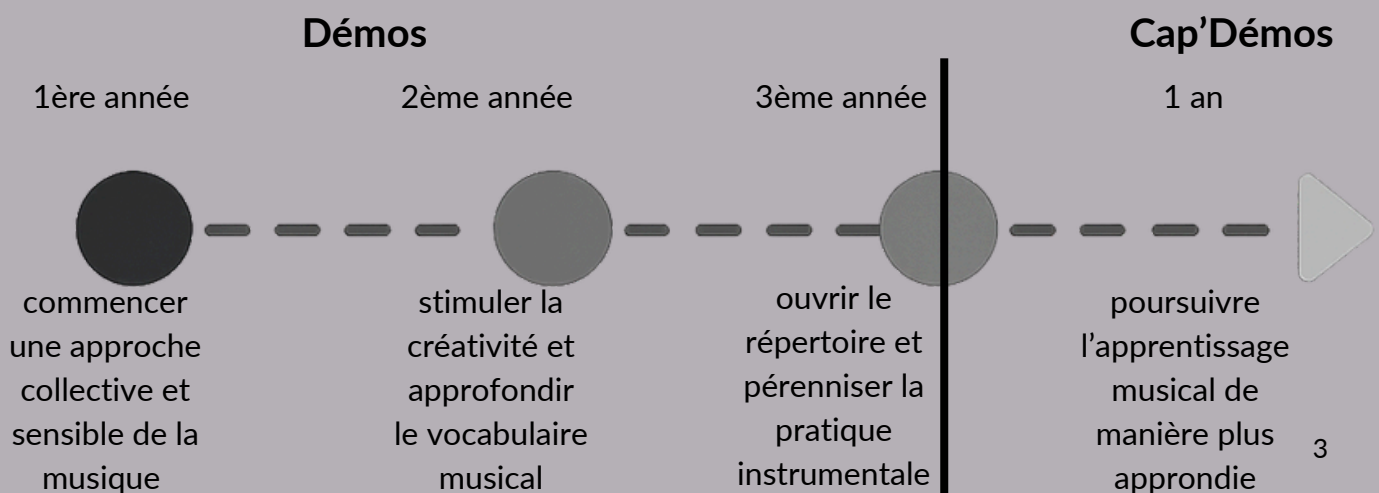 Démos
Cap’Démos
1ère année
2ème année
3ème année
1 an
commencer
une approche
collective et
sensible de la
musique
stimuler la
créativité et
approfondir
le vocabulaire
musical
ouvrir le
répertoire et
pérenniser la
pratique
instrumentale
poursuivre
l’apprentissage
musical de
manière plus
approndie
3